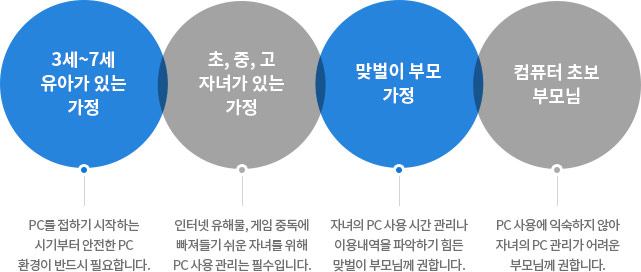 3세~7세
유아가 있는
가정
초, 중, 고
자녀가 있는
가정
맞벌이 부모
가정
컴퓨터 초보
부모님
PC를 접하기 시작하는
시기부터 안전한 PC
환경이 반드시 필요합니다.
인터넷 유해물, 게임 중독에
빠져들기 쉬운 자녀를 위해
PC 사용 관리는 필수입니다.
자녀의 PC 사용 시간 관리나
이용내역을 파악하기 힘든
맞벌이 부모님께 권합니다.
PC 사용에 익숙하지 않아
자녀의 PC 관리가 어려운
부모님께 권합니다.